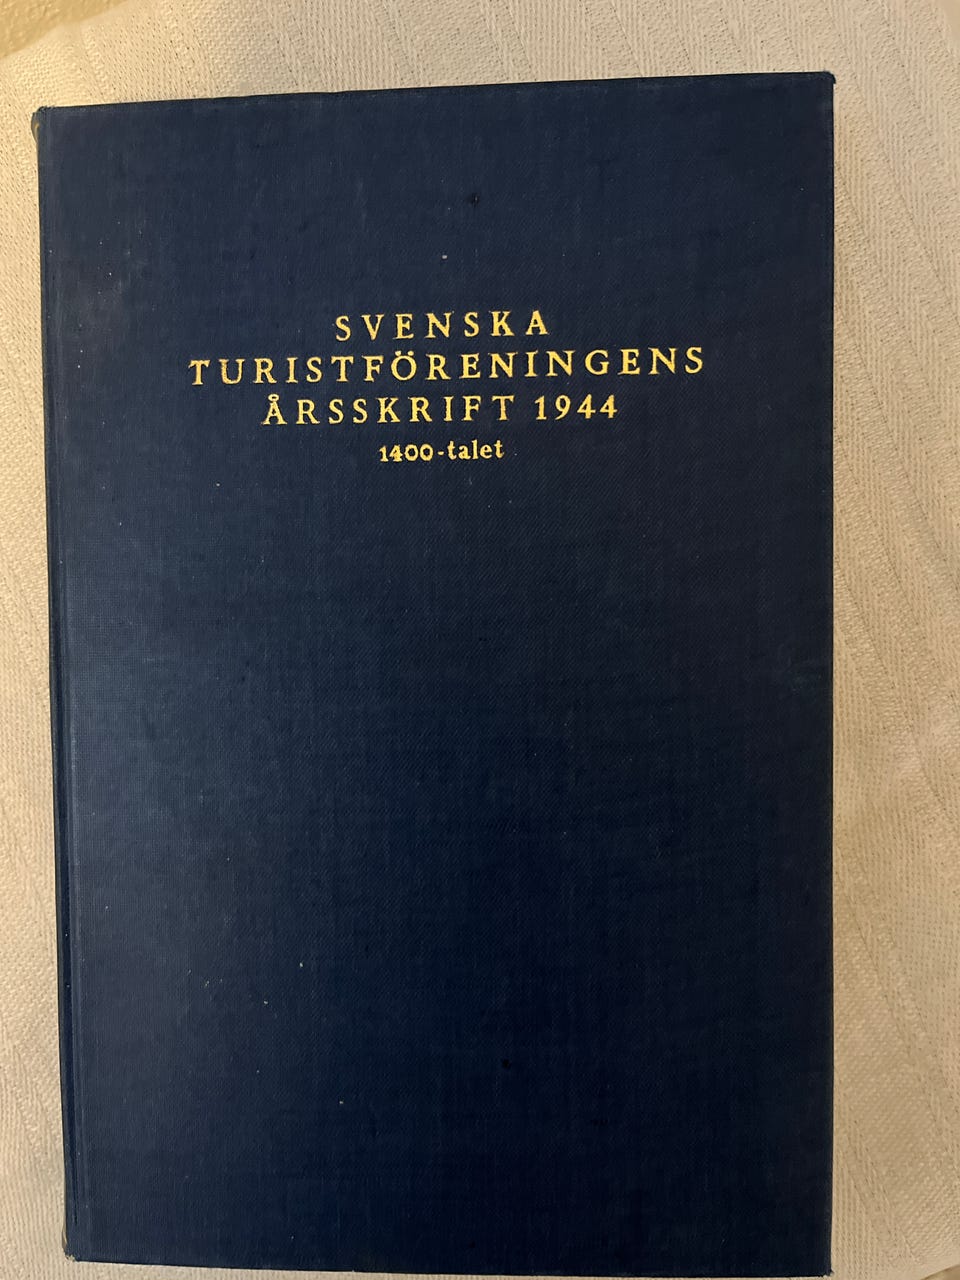 SVENSKA
TURISTFÖRENINGENS
ÅRSSKRIFT 1944
1400-talet